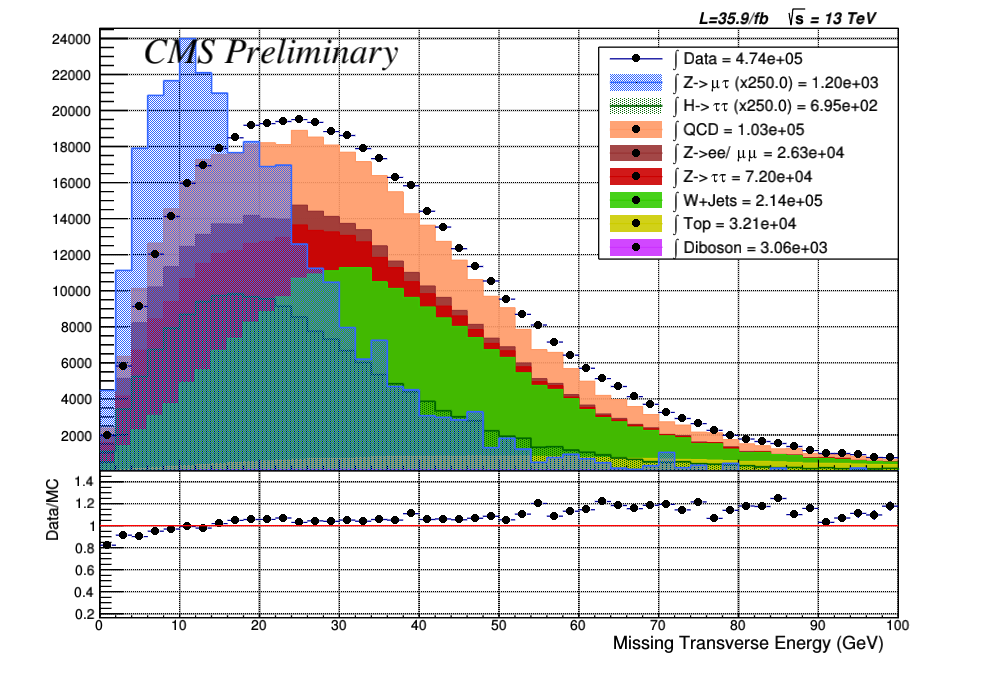 L=35.9/fb √s = 13 TeV
CMS Preliminary
∫ Data = 4.74e+05
∫ Z->μτ (x250.0) = 1.20e+03
∫ H->ττ (x250.0) = 6.95e+02
∫ QCD = 1.03e+05
∫ Z->ee/ μμ = 2.63e+04
∫ Z->ττ = 7.20e+04
∫ W+Jets = 2.14e+05
∫ Top = 3.21e+04
∫ Diboson = 3.06e+03
24000
22000
20000
18000
16000
14000
12000
10000
8000
6000
4000
2000
Data/MC
1.4
1.2
1
0.8
0.6
0.4
0.2
0 10 20 30 40 50 60 70 80 90 100
Missing Transverse Energy (GeV)